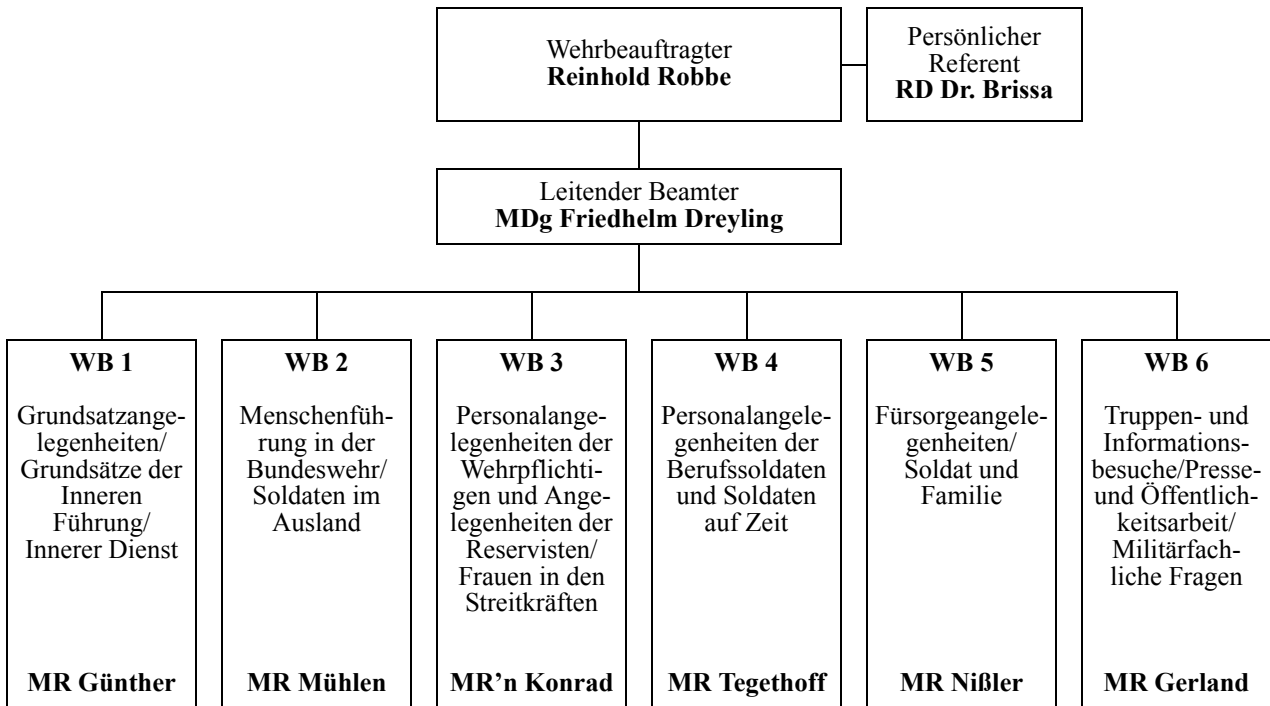 Wehrbeauftragter
Reinhold Robbe
Persönlicher
Referent
RD Dr. Brissa
Leitender Beamter
MDg Friedhelm Dreyling
WB 1
Grundsatzange-
legenheiten/
Grundsätze der
Inneren
Führung/
Innerer Dienst
MR Günther
WB 2
Menschenfüh-
rung in der
Bundeswehr/
Soldaten im
Ausland
MR Mühlen
WB 3
Personalange-
legenheiten der
Wehrpflichti-
gen und Ange-
legenheiten der
Reservisten/
Frauen in den
Streitkräften
MR’n Konrad
WB 4
Personalangele-
genheiten der
Berufssoldaten
und Soldaten
auf Zeit
MR Tegethoff
WB 5
Fürsorgeangele-
genheiten/
Soldat und
Familie
MR Nißler
WB 6
Truppen- und
Informations-
besuche/Presse-
und Öffentlich-
keitsarbeit/
Militärfach-
liche Fragen
MR Gerland